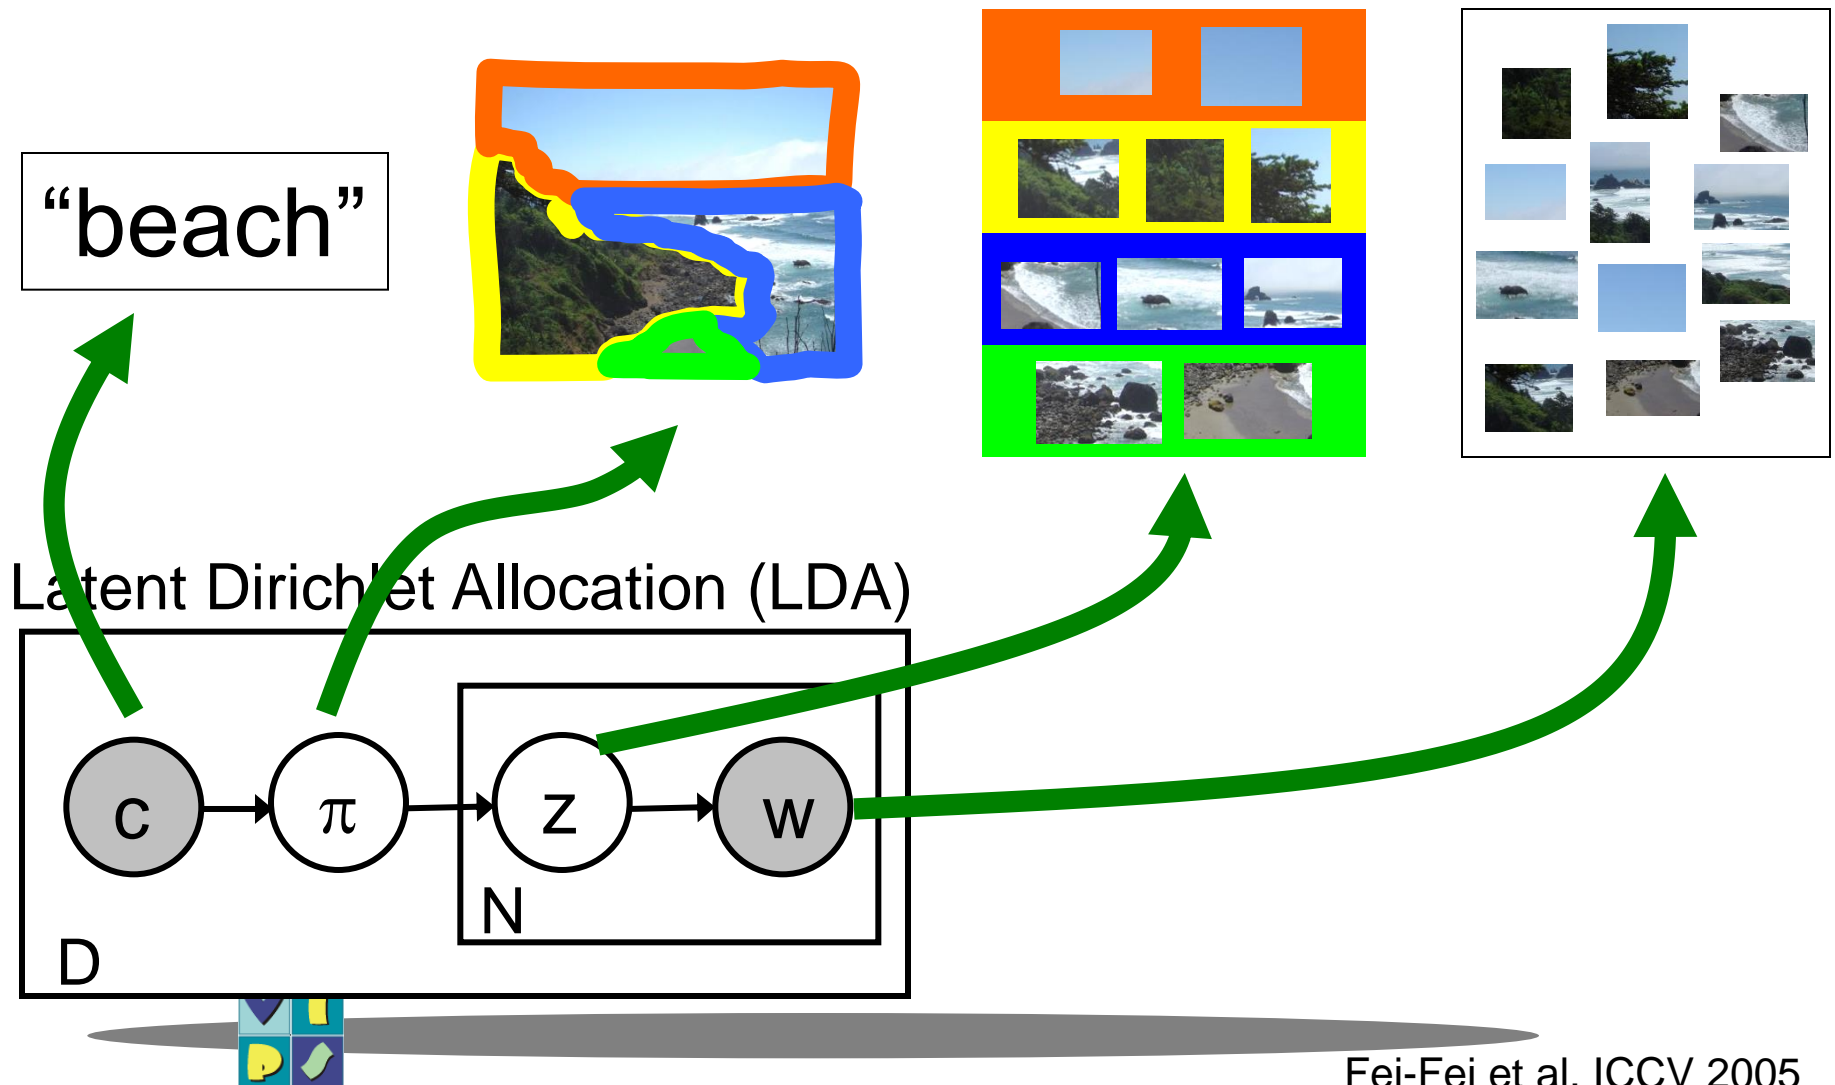 “beach”
Latent Dirichlet Allocation (LDA)
c
π
z
w
N
D
P
Fei-Fei et al. ICCV 2005